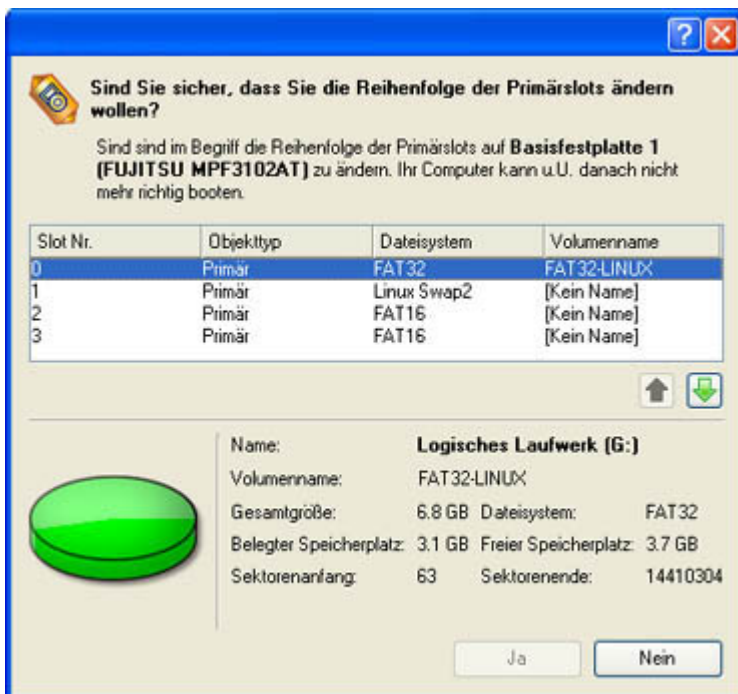 Sind Sie sicher, dass Sie die Reihenfolge der Primärslots ändern
wollen?
Sind sind im Begriff die Reihenfolge der Primärslots auf Basisfestplatte 1
(FUJITSU MPF3102AT) zu ändern. Ihr Computer kann u.U. danach nicht
mehr richtig booten.
Slot Nr. Objekttyp Dateisystem Volumenname
0 Primär FAT32 FAT32-LINUX
1 Primär Linux Swap2 [Kein Name]
2 Primär FAT16 [Kein Name]
3 Primär FAT16 [Kein Name]
Name: Logisches Laufwerk (G:)
Volumenname: FAT32-LINUX
Gesamtgröße: 6.8 GB Dateisystem: FAT32
Belegter Speicherplatz: 3.1 GB Freier Speicherplatz: 3.7 GB
Sektorenanfang: 63 Sektorenende: 14410304
Ja Nein